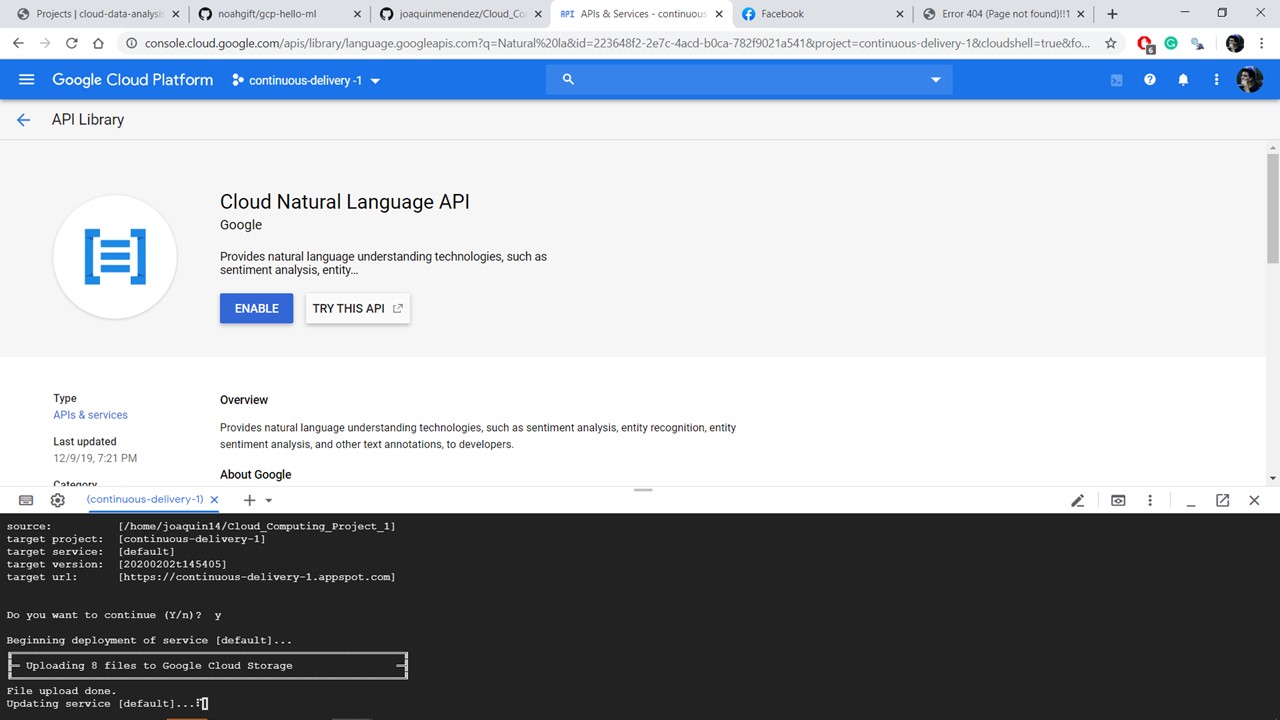 Projects | cloud-data-analysis
noahgift/gcp-hello-ml
joaquinmenendez/Cloud_Co
APIs & Services - continuous
Facebook
Error 404 (Page not found)!!1
console.cloud.google.com/apis/library/language.googleapis.com?q=Natural%20la&id=223648f2-2e7c-4acd-b0ca-782f9021a541&project=continuous-delivery-1&cloudshell=true&fo...
6
Google Cloud Platform
continuous-delivery -1
API Library
Cloud Natural Language API
Google
Provides natural language understanding technologies, such as
sentiment analysis, entity...
ENABLE
TRY THIS API
Type
APIs & services
Last updated
12/9/19, 7:21 PM
Category
Overview
Provides natural language understanding technologies, such as sentiment analysis, entity recognition, entity
sentiment analysis, and other text annotations, to developers.
About Google
(continuous-delivery-1)
source: [/home/joaquin14/Cloud_Computing_Project_1]
target project: [continuous-delivery-1]
target service: [default]
target version: [20200202t145405]
target url: [https://continuous-delivery-1.appspot.com]
Do you want to continue (Y/n)? y
Beginning deployment of service [default]...
Uploading 8 files to Google Cloud Storage
File upload done.
Updating service [default]...